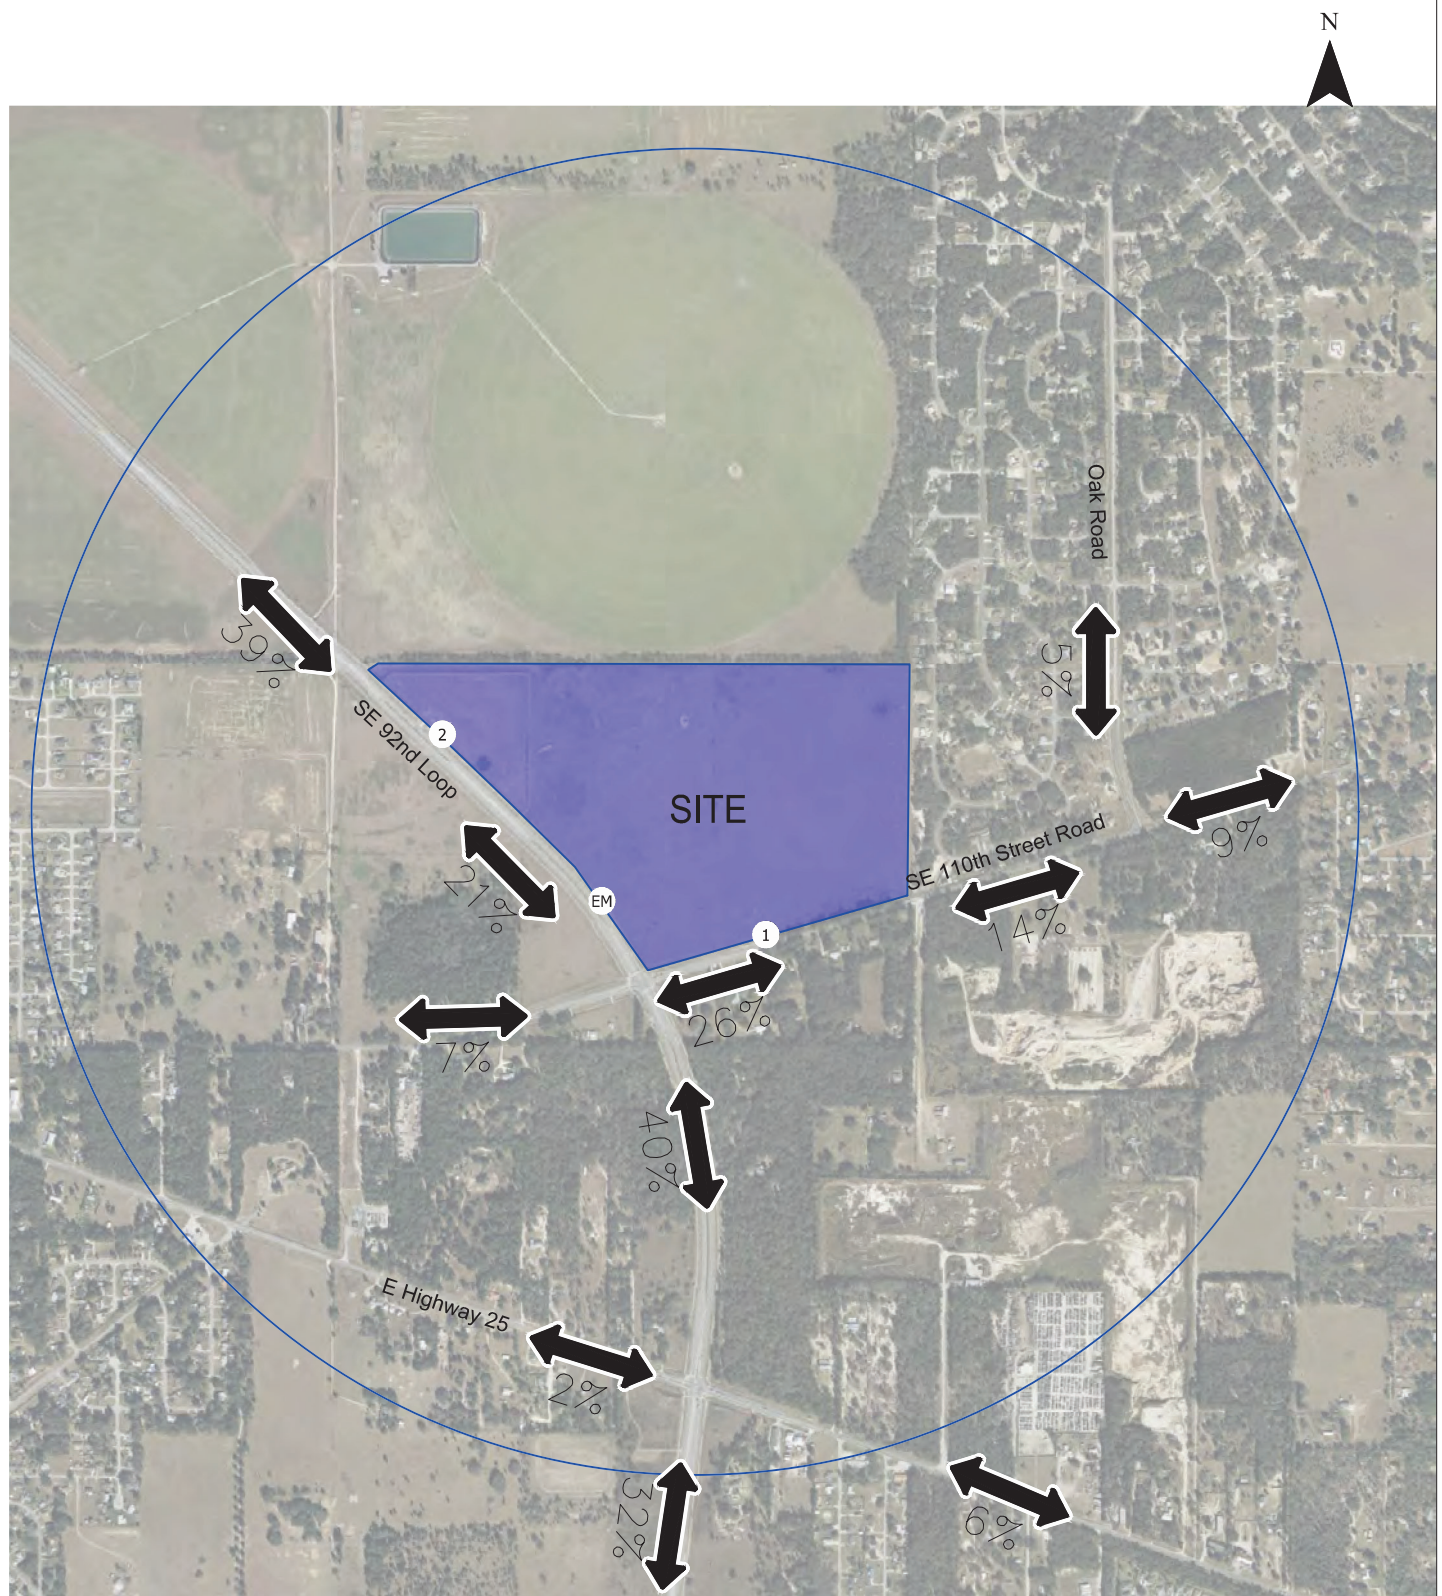 N
Oak Road
39%
5%
2
SE 92nd Loop
SITE
9%
SE 110th Street Road
21%
EM
14%
1
26%
7%
40%
E Highway 25
2%
32%
6%